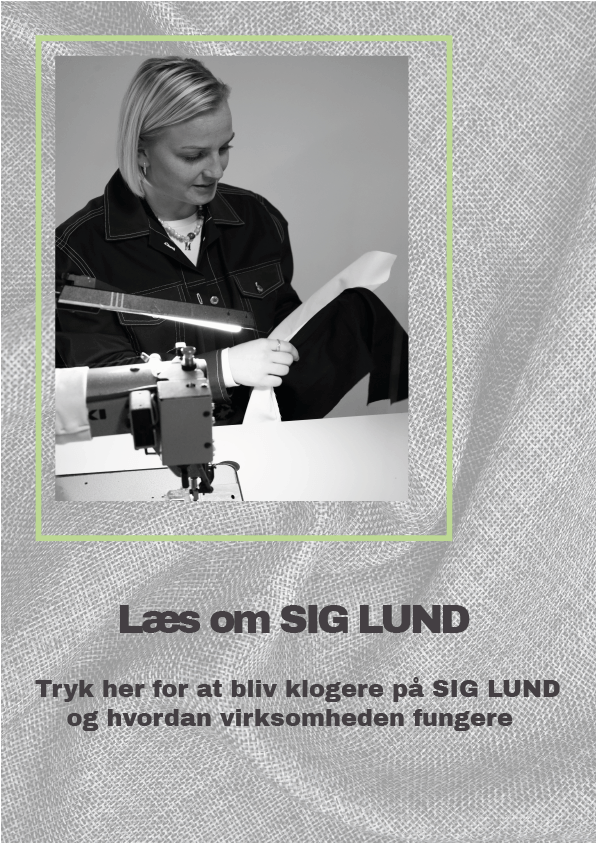 Læs om SIG LUND
Tryk her for at bliv klogere på SIG LUND
og hvordan virksomheden fungere